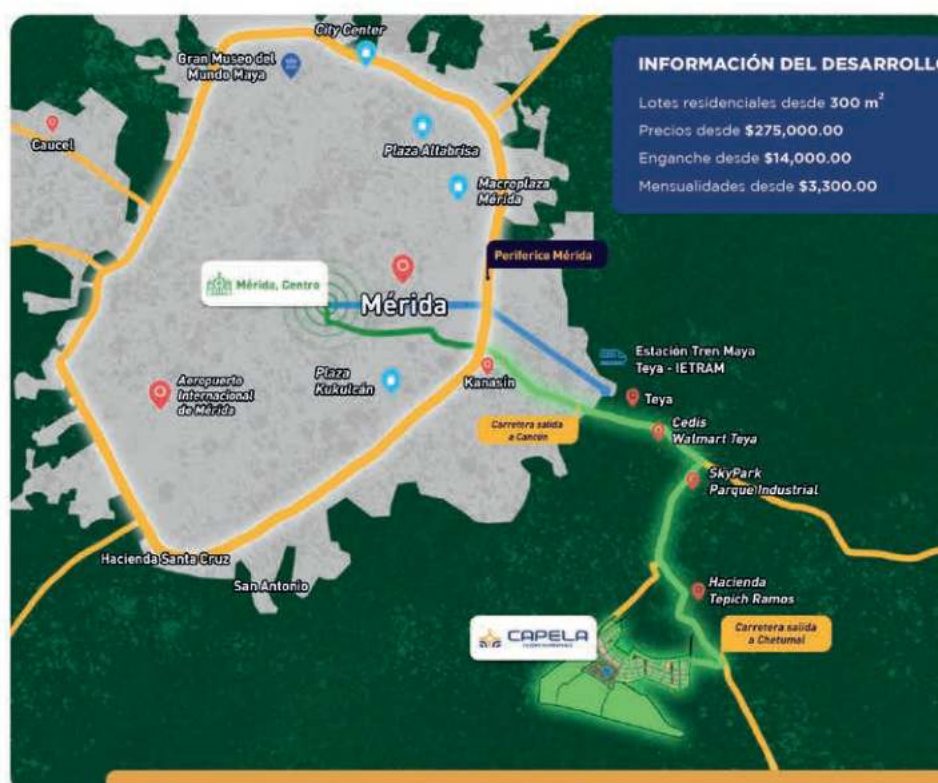 City Center
Gran Museo del
Mundo Maya
INFORMACIÓN DEL DESARROLLO
Lotes residenciales desde 300 m²
Precios desde $275,000.00
Enganche desde $14,000.00
Mensualidades desde $3,300.00
Caucel
Plaza Altabrisa
Macroplaza
Mérida
Periferico Mérida
Mérida, Centro
Mérida
Estación Tren Maya
Teya - IETRAM
Kanasín
Plaza
Kukulcán
Aeropuerto
Internacional
de Mérida
Teya
Carretera salida
a Cancún
Cedis
Walmart Teya
SkyPark
Parque Industrial
Hacienda Santa Cruz
San Antonio
Hacienda
Tepich Ramos
CAPELA
Carretera salida
a Chetumal